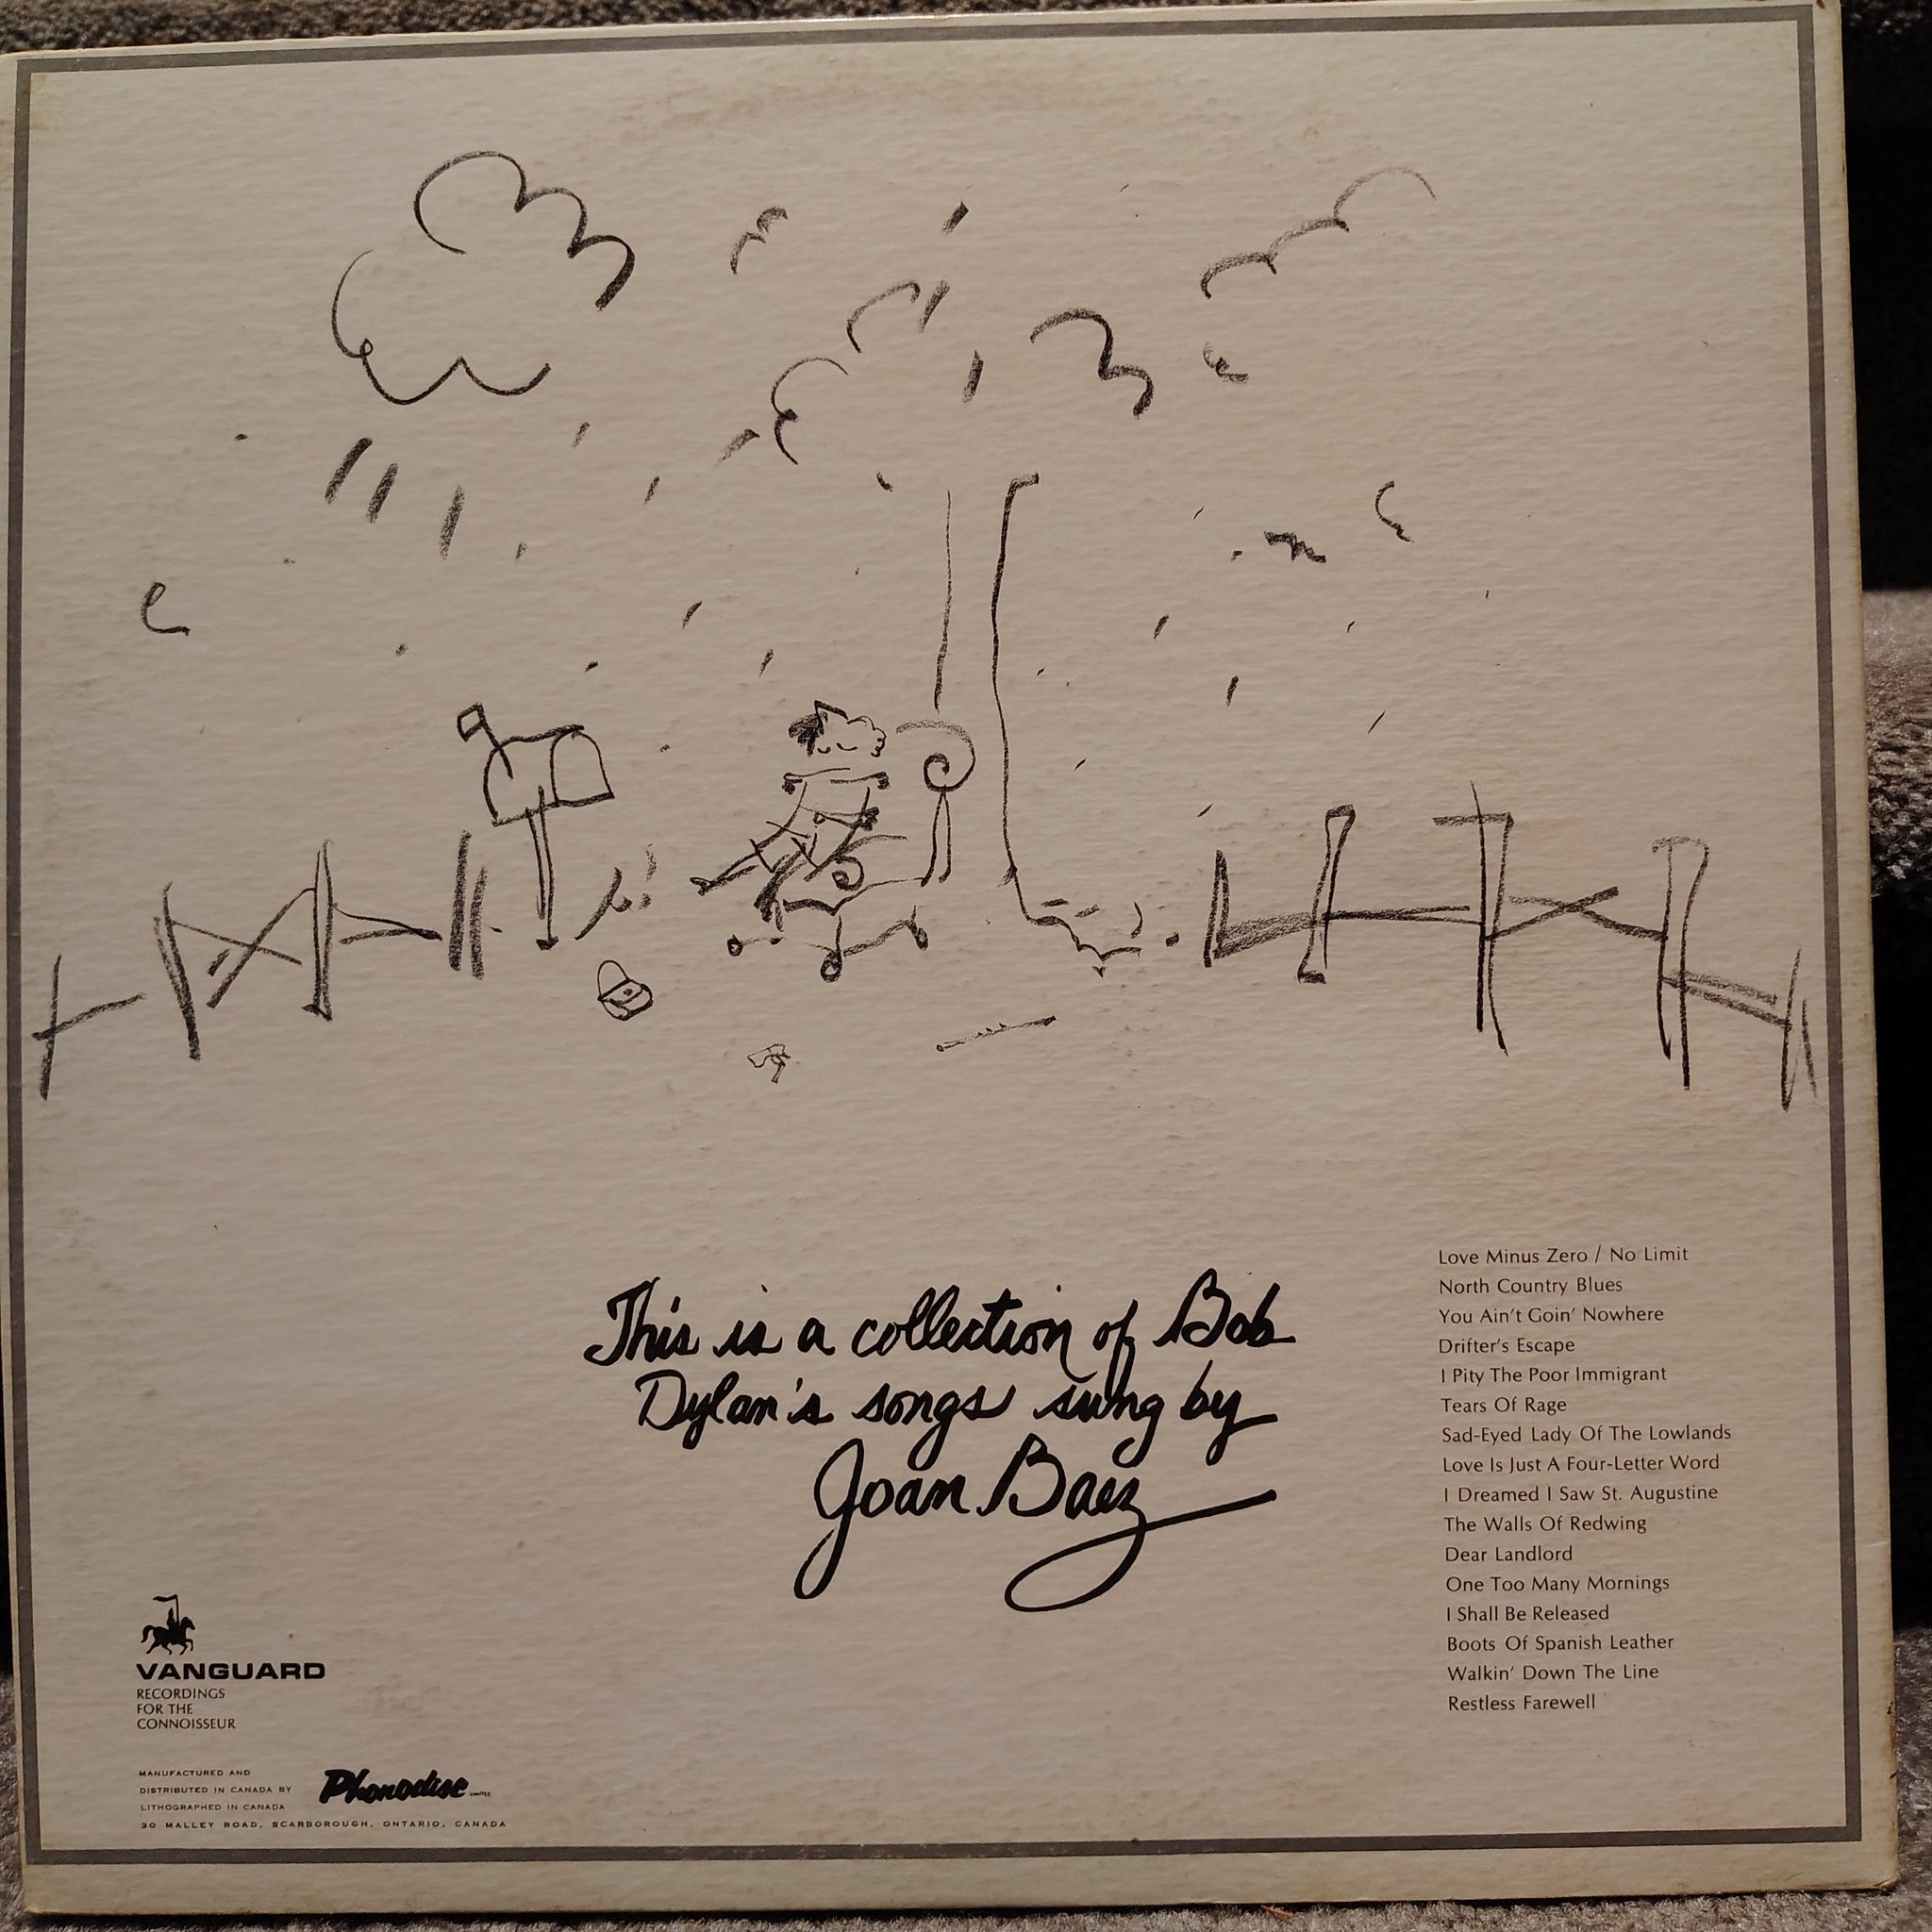 This is a collection of Bob
Dylan's songs sung by
Joan Baez
Love Minus Zero / No Limit
North Country Blues
You Ain't Goin' Nowhere
Drifter's Escape
I Pity The Poor Immigrant
Tears Of Rage
Sad-Eyed Lady Of The Lowlands
Love Is Just A Four-Letter Word
I Dreamed I Saw St. Augustine
The Walls Of Redwing
Dear Landlord
One Too Many Mornings
I Shall Be Released
Boots Of Spanish Leather
Walkin' Down The Line
Restless Farewell
VANGUARD
RECORDINGS
FOR THE
CONNOISSEUR
MANUFACTURED AND
DISTRIBUTED IN CANADA BY
LITHOGRAPHED IN CANADA
Phonodisc
30 MALLEY ROAD, SCARBOROUGH, ONTARIO, CANADA